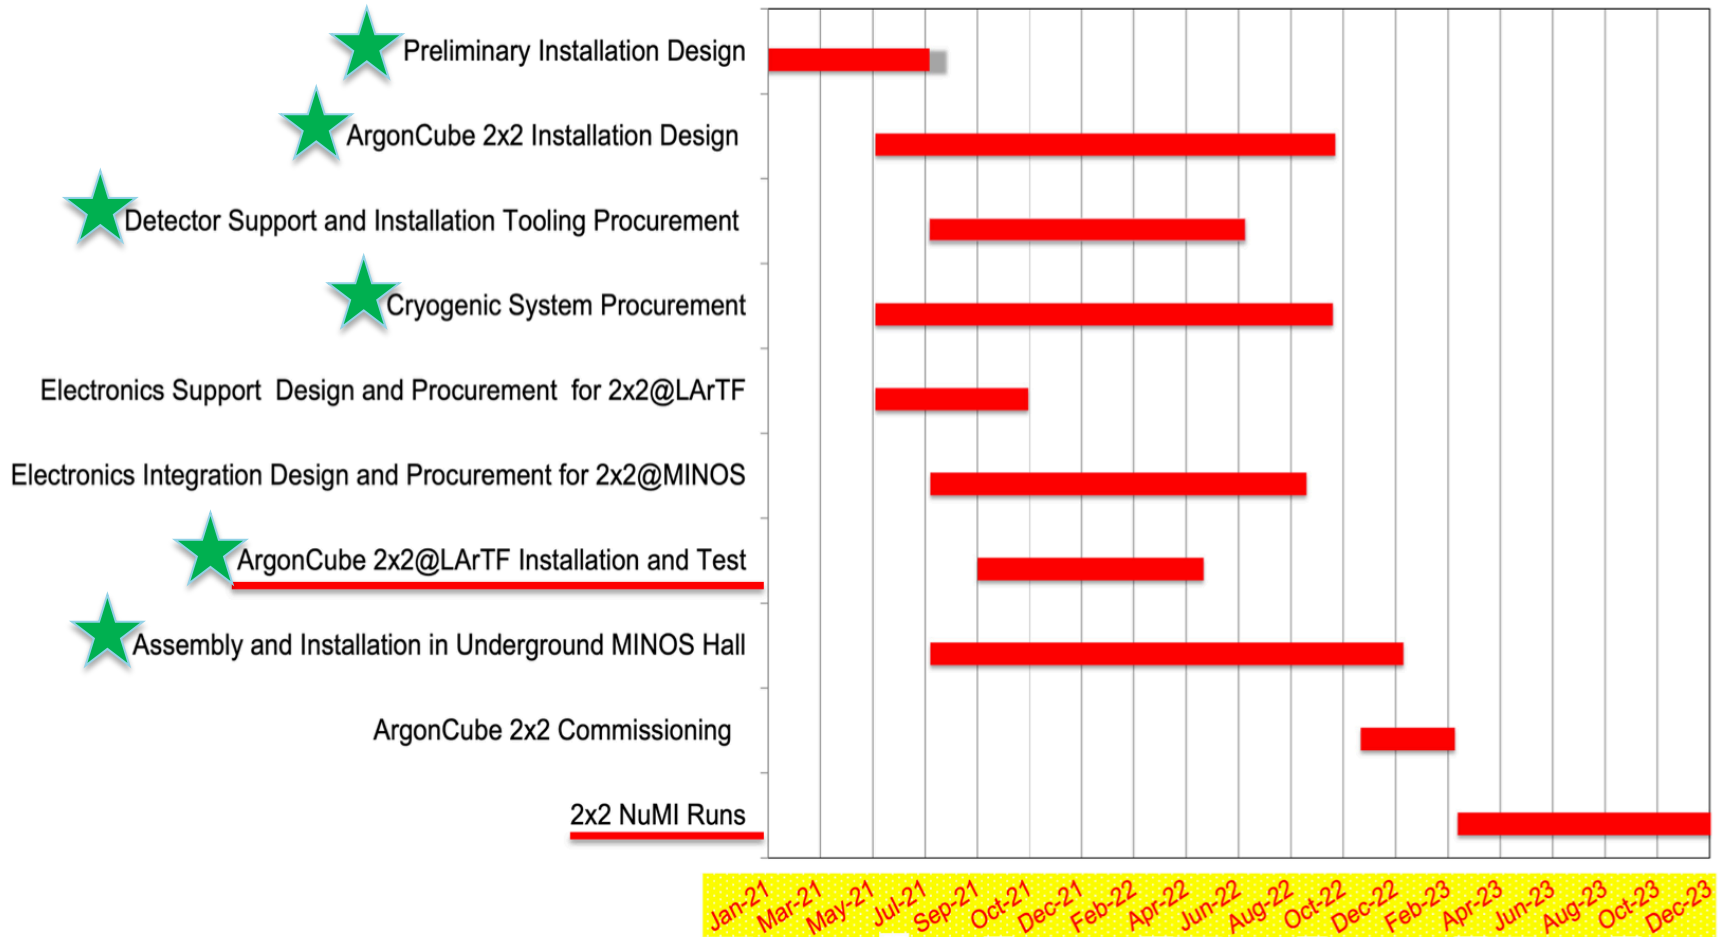 Preliminary Installation Design
ArgonCube 2x2 Installation Design
Detector Support and Installation Tooling Procurement
Cryogenic System Procurement
Electronics Support Design and Procurement for 2x2@LArTF
Electronics Integration Design and Procurement for 2x2@MINOS
ArgonCube 2x2@LArTF Installation and Test
Assembly and Installation in Underground MINOS Hall
ArgonCube 2x2 Commissioning
2x2 NuMI Runs
Jan-21
Mar-21
May-21
Jul-21
Sep-21
Oct-21
Dec-21
Feb-22
Apr-22
Jun-22
Aug-22
Oct-22
Dec-22
Feb-23
Apr-23
Jun-23
Aug-23
Oct-23
Dec-23